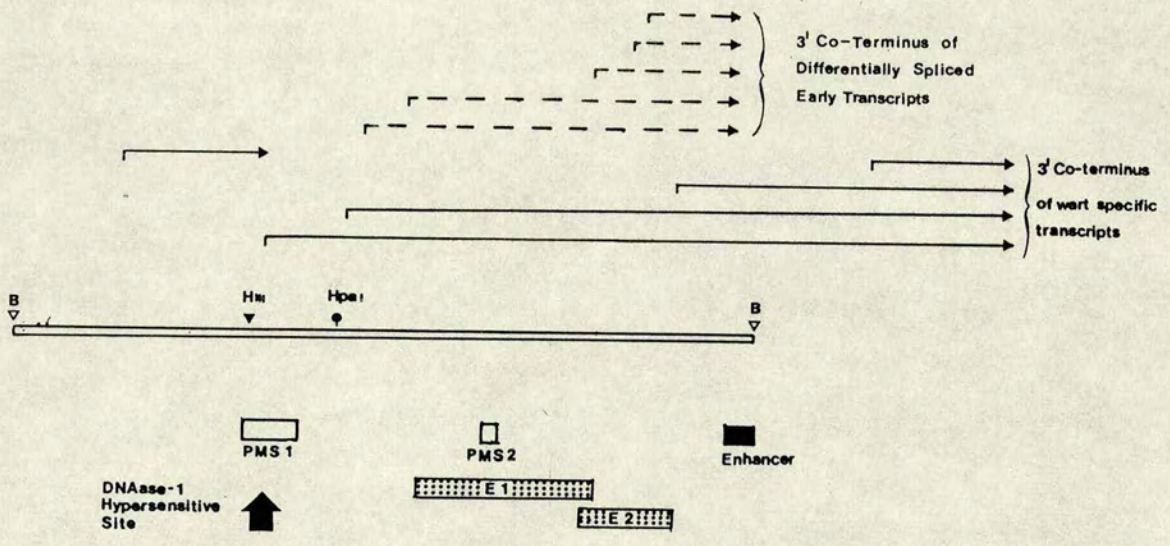 3' Co-Terminus of
Differentially Spliced
Early Transcripts
3' Co-terminus
of wart specific
transcripts
B
Hpa I
B
PMS 1
PMS 2
Enhancer
E 1
DNAase-1
Hypersensitive
Site
E 2